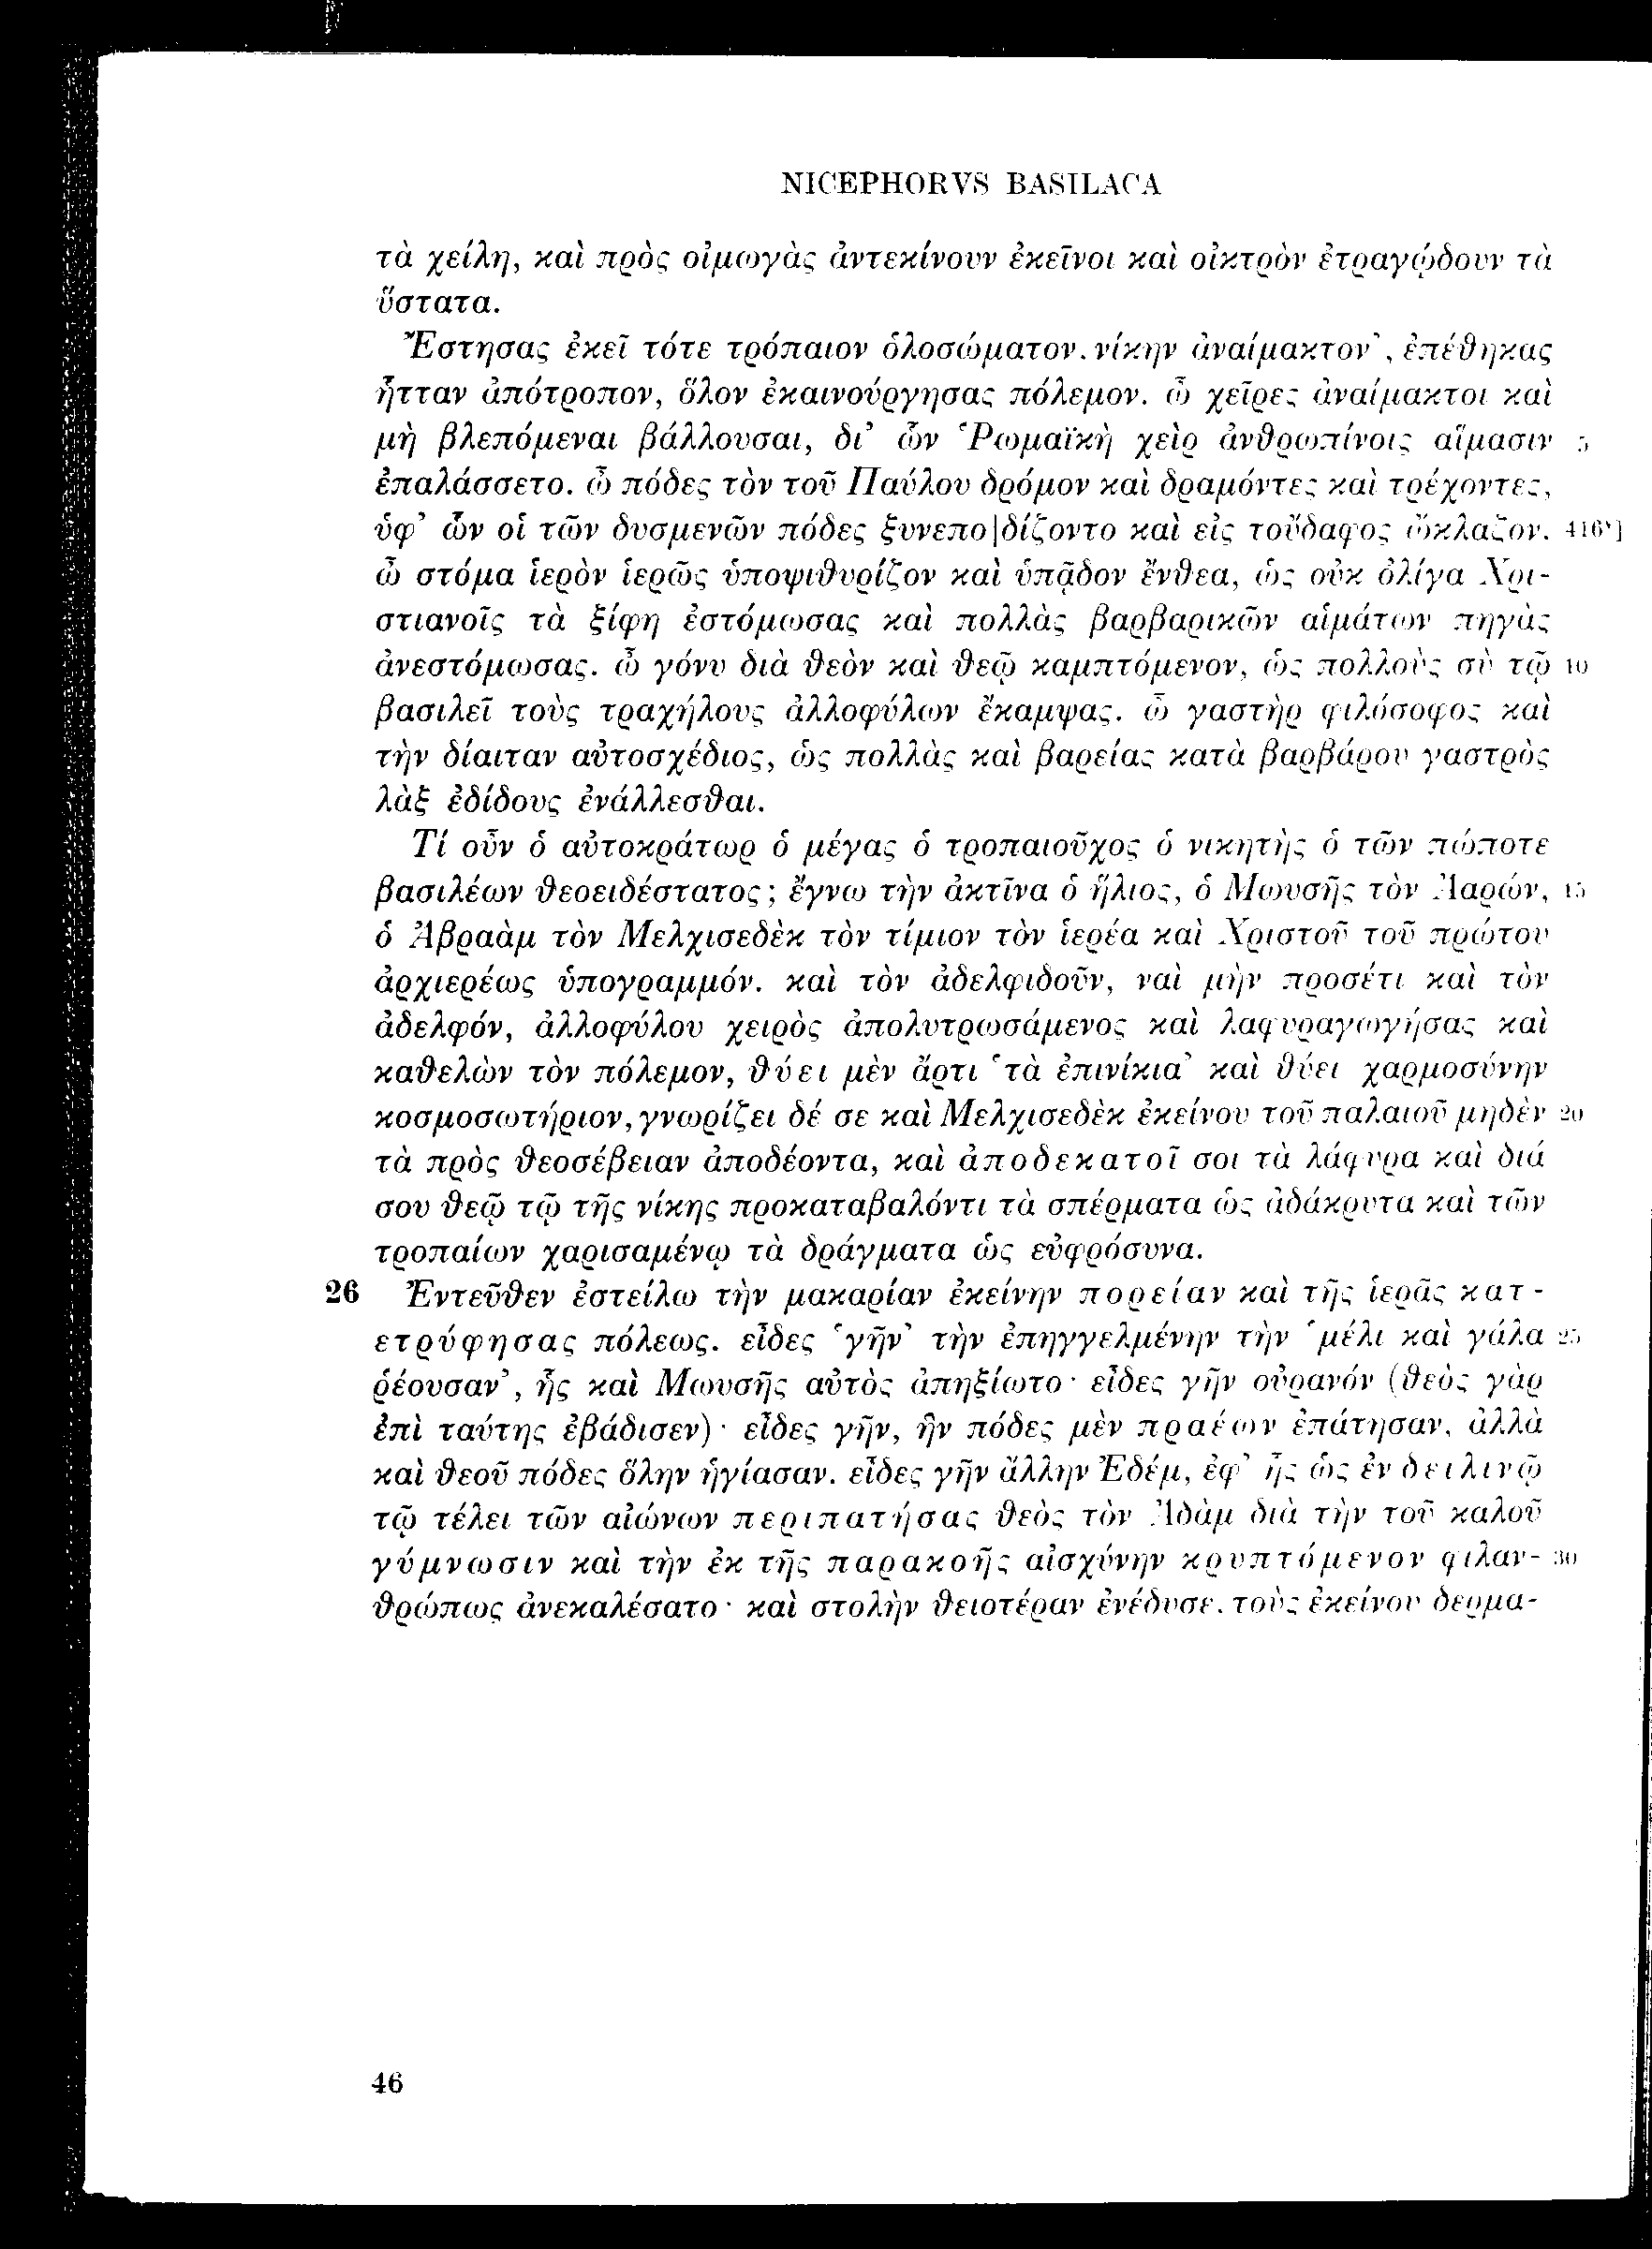 NICEPHORVS BASILACA
τὰ χείλη, καὶ πρὸς οἰμωγὰς ἀντεκίνουν ἐκεῖνοι καὶ οἰκτρὸν ἐτραγῴδουν τὰ
ὕστατα.
Ἔστησας ἐκεῖ τότε τρόπαιον ὁλοσώματον. νίκην ἀναίμακτον’, ἐπέθηκας
ἧτταν ἀπότροπον, ὅλον ἐκαινούργησας πόλεμον. ὢ χεῖρες ἀναίμακτοι καὶ
μὴ βλεπόμεναι βάλλουσαι, δι’ ὧν Ῥωμαϊκὴ χεὶρ ἀνθρωπίνοις αἵμασιν 5
ἐπαλάσσετο. ὢ πόδες τὸν τοῦ Παύλου δρόμον καὶ δραμόντες καὶ τρέχοντες,
ὑφ’ ὧν οἱ τῶν δυσμενῶν πόδες ξυνεπο|δίζοντο καὶ εἰς τοὔδαφος ὤκλαζον. 416ᵛ]
ὢ στόμα ἱερὸν ἱερῶς ὑποψιθυρίζον καὶ ὑπᾷδον ἔνθεα, ὡς οὐκ ὀλίγα Χρι-
στιανοῖς τὰ ξίφη ἐστόμωσας καὶ πολλὰς βαρβαρικῶν αἱμάτων πηγὰς
ἀνεστόμωσας. ὢ γόνυ διὰ θεὸν καὶ θεῷ καμπτόμενον, ὡς πολλοὺς σὺ τῷ 10
βασιλεῖ τοὺς τραχήλους ἀλλοφύλων ἔκαμψας. ὢ γαστὴρ φιλόσοφος καὶ
τὴν δίαιταν αὐτοσχέδιος, ὡς πολλὰς καὶ βαρείας κατὰ βαρβάρου γαστρὸς
λὰξ ἐδίδους ἐνάλλεσθαι.
Τί οὖν ὁ αὐτοκράτωρ ὁ μέγας ὁ τροπαιοῦχος ὁ νικητὴς ὁ τῶν πώποτε
βασιλέων θεοειδέστατος; ἔγνω τὴν ἀκτῖνα ὁ ἥλιος, ὁ Μωυσῆς τὸν Ἀαρών, 15
ὁ Ἀβραὰμ τὸν Μελχισεδὲκ τὸν τίμιον τὸν ἱερέα καὶ Χριστοῦ τοῦ πρώτου
ἀρχιερέως ὑπογραμμόν. καὶ τὸν ἀδελφιδοῦν, ναὶ μὴν προσέτι καὶ τὸν
ἀδελφόν, ἀλλοφύλου χειρὸς ἀπολυτρωσάμενος καὶ λαφυραγωγήσας καὶ
καθελὼν τὸν πόλεμον, θύει μὲν ἄρτι ‘τὰ ἐπινίκια’ καὶ θύει χαρμοσύνην
κοσμοσωτήριον, γνωρίζει δέ σε καὶ Μελχισεδὲκ ἐκείνου τοῦ παλαιοῦ μηδὲν 20
τὰ πρὸς θεοσέβειαν ἀποδέοντα, καὶ ἀποδεκατοῖ σοι τὰ λάφυρα καὶ διά
σου θεῷ τῷ τῆς νίκης προκαταβαλόντι τὰ σπέρματα ὡς ἀδάκρυτα καὶ τῶν
τροπαίων χαρισαμένῳ τὰ δράγματα ὡς εὐφρόσυνα.
26 Ἐντεῦθεν ἐστείλω τὴν μακαρίαν ἐκείνην πορείαν καὶ τῆς ἱερᾶς κατ-
ετρύφησας πόλεως. εἶδες ‘γῆν’ τὴν ἐπηγγελμένην τὴν ‘μέλι καὶ γάλα 25
ῥέουσαν’, ἧς καὶ Μωυσῆς αὐτὸς ἀπηξίωτο· εἶδες γῆν οὐρανόν (θεὸς γὰρ
ἐπὶ ταύτης ἐβάδισεν)· εἶδες γῆν, ἣν πόδες μὲν πραέων ἐπάτησαν, ἀλλὰ
καὶ θεοῦ πόδες ὅλην ἡγίασαν. εἶδες γῆν ἄλλην Ἐδέμ, ἐφ’ ἧς ὡς ἐν δειλινῷ
τῷ τέλει τῶν αἰώνων περιπατήσας θεὸς τὸν Ἀδὰμ διὰ τὴν τοῦ καλοῦ
γύμνωσιν καὶ τὴν ἐκ τῆς παρακοῆς αἰσχύνην κρυπτόμενον φιλαν- 30
θρώπως ἀνεκαλέσατο· καὶ στολὴν θειοτέραν ἐνέδυσε. τοὺς ἐκείνου δερμα-
46